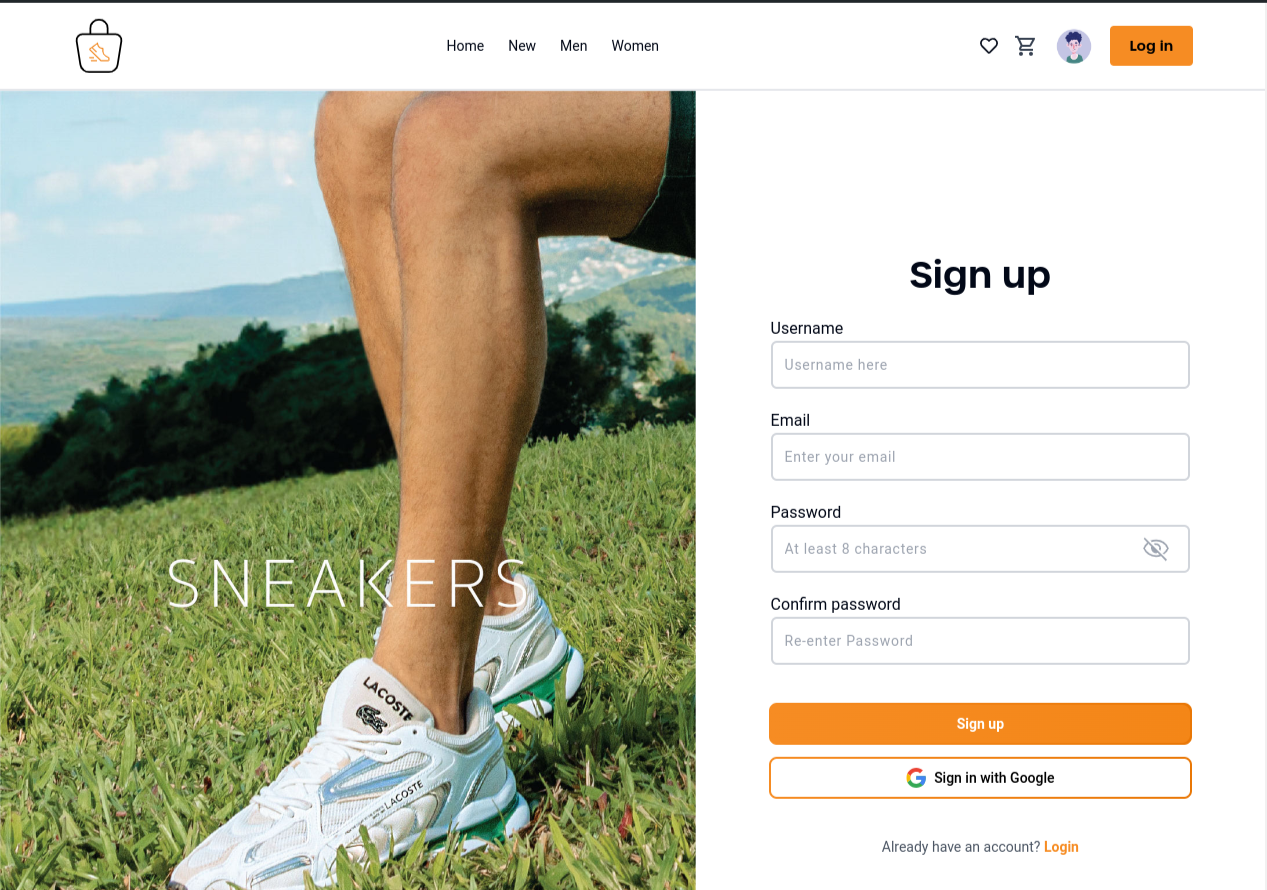 Home New Men Women Log in
SNEAKERS
LACOSTE
LACOSTE
Sign up
Username
Username here
Email
Enter your email
Password
At least 8 characters
Confirm password
Re-enter Password
Sign up
Sign in with Google
Already have an account? Login